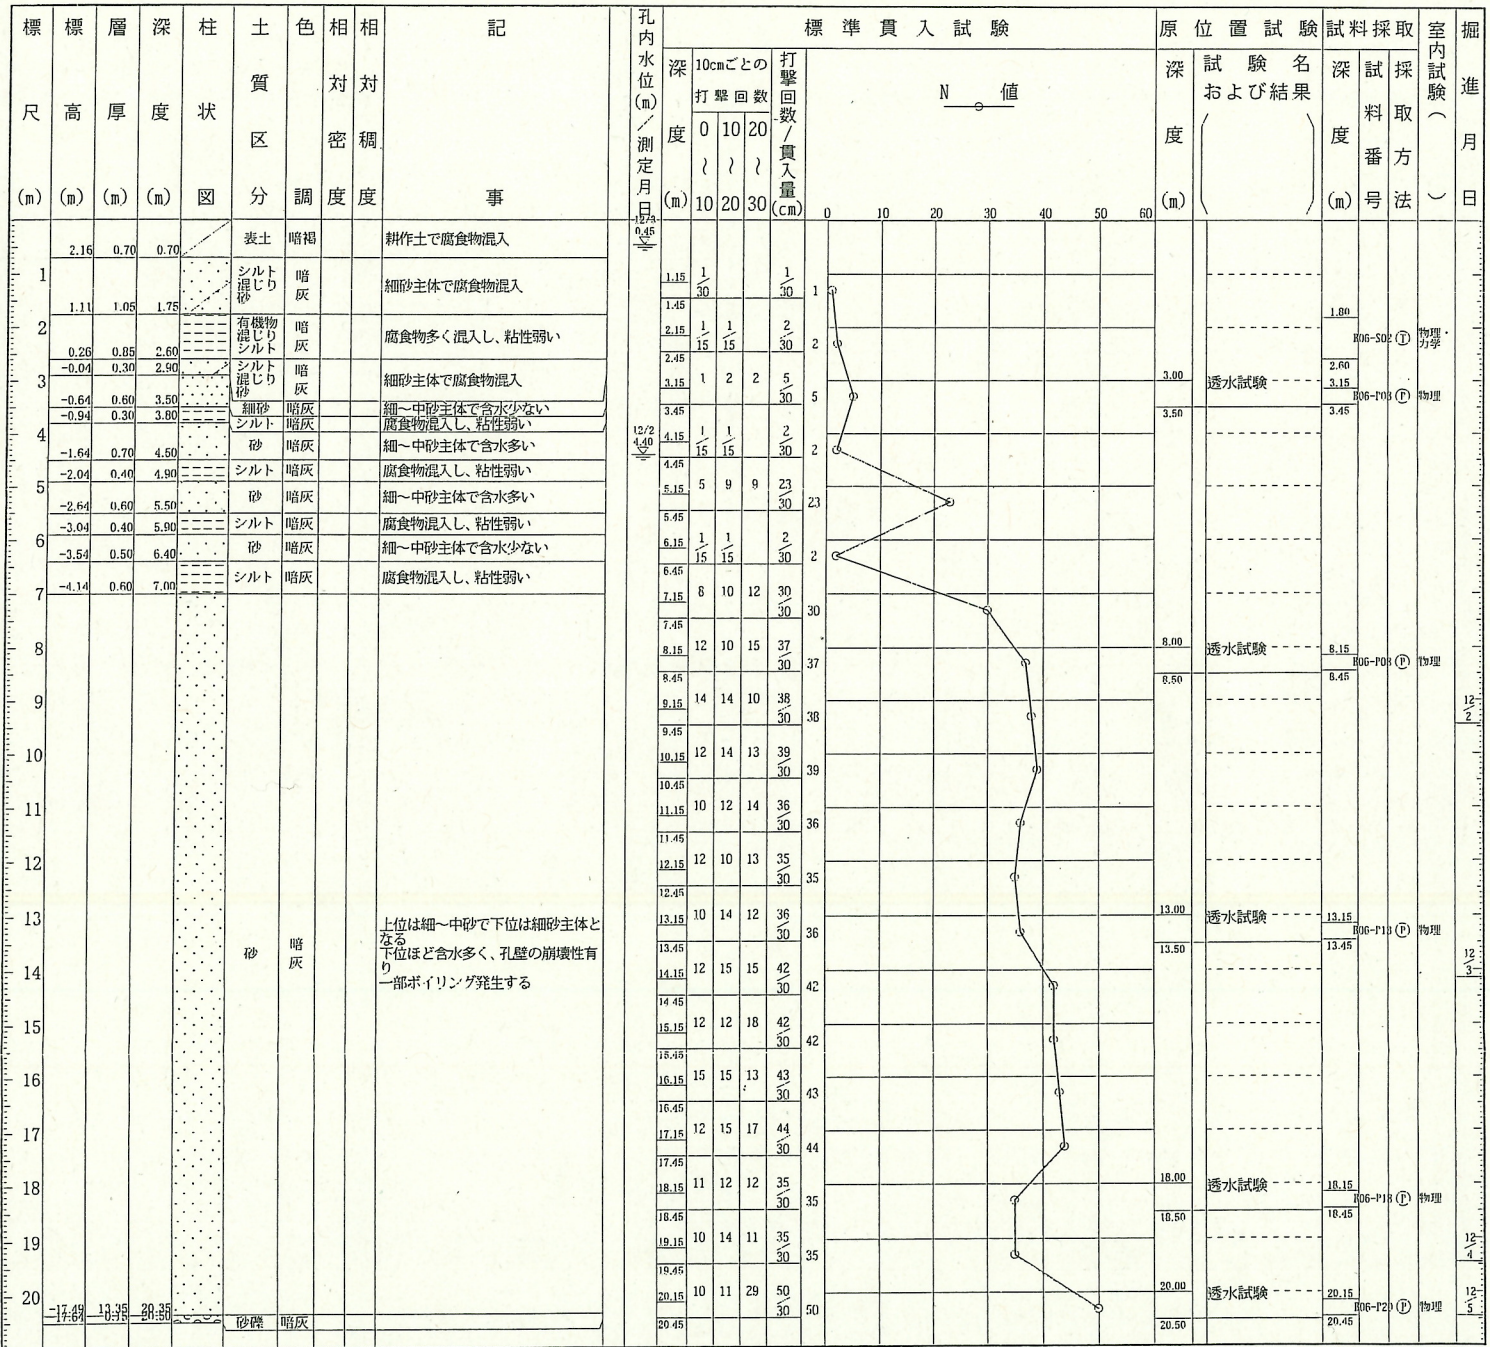 標尺(m) 標高(m) 層厚(m) 深度(m) 柱状図 土質区分 色調 相対密度 相対稠度 記事 孔内水位(m)/測定月日 標準貫入試験 原位置試験 試料採取 室内試験() 掘進月日
深度(m) 10cmごとの打撃回数 打撃回数/貫入量(cm) N 値 深度(m) 試験名および結果 深度(m) 試料番号 採取方法
0〜10 10〜20 20〜30
0 10 20 30 40 50 60
2.16 0.70 0.70 表土 暗褐 耕作土で腐食物混入
1.11 1.05 1.75 シルト混じり砂 暗灰 細砂主体で腐食物混入
0.26 0.85 2.60 有機物混じりシルト 暗灰 腐食物多く混入し、粘性弱い
-0.04 0.30 2.90 シルト混じり砂 暗灰 細砂主体で腐食物混入
-0.64 0.60 3.50 細砂 暗灰 細〜中砂主体で含水少ない
-0.94 0.30 3.80 シルト 暗灰 腐食物混入し、粘性弱い
-1.64 0.70 4.50 砂 暗灰 細〜中砂主体で含水多い
-2.04 0.40 4.90 シルト 暗灰 腐食物混入し、粘性弱い
-2.64 0.60 5.50 砂 暗灰 細〜中砂主体で含水多い
-3.04 0.40 5.90 シルト 暗灰 腐食物混入し、粘性弱い
-3.54 0.50 6.40 砂 暗灰 細〜中砂主体で含水少ない
-4.14 0.60 7.00 シルト 暗灰 腐食物混入し、粘性弱い
砂 暗灰
上位は細〜中砂で下位は細砂主体と
なる
下位ほど含水多く、孔壁の崩壊性有
り
一部ボイリング発生する
-17.49 13.35 20.35
-17.64 0.15 20.50 砂礫 暗灰
1
2
3
4
5
6
7
8
9
10
11
12
13
14
15
16
17
18
19
20
12/3 0.45
12/2 4.40
1.15 1/30 1/30 1
1.45
2.15 1/15 1/15 2/30 2
2.45
3.15 1 2 2 5/30 5
3.45
4.15 1/15 1/15 2/30 2
4.45
5.15 5 9 9 23/30 23
5.45
6.15 1/15 1/15 2/30 2
6.45
7.15 8 10 12 30/30 30
7.45
8.15 12 10 15 37/30 37
8.45
9.15 14 14 10 38/30 38
9.45
10.15 12 14 13 39/30 39
10.45
11.15 10 12 14 36/30 36
11.45
12.15 12 10 13 35/30 35
12.45
13.15 10 14 12 36/30 36
13.45
14.15 12 15 15 42/30 42
14.45
15.15 12 12 18 42/30 42
15.45
16.15 15 15 13 43/30 43
16.45
17.15 12 15 17 44/30 44
17.45
18.15 11 12 12 35/30 35
18.45
19.15 10 14 11 35/30 35
19.45
20.15 10 11 29 50/30 50
20.45
3.00 透水試験
3.50
8.00 透水試験
8.50
13.00 透水試験
13.50
18.00 透水試験
18.50
20.00 透水試験
20.50
1.80 T 物理・力学
2.60
3.15 P 物理
3.45
8.15 P 物理
8.45
13.15 P 物理
13.45
18.15 P 物理
18.45
20.15 P 物理
20.45
12/2
12/3
12/4
12/5